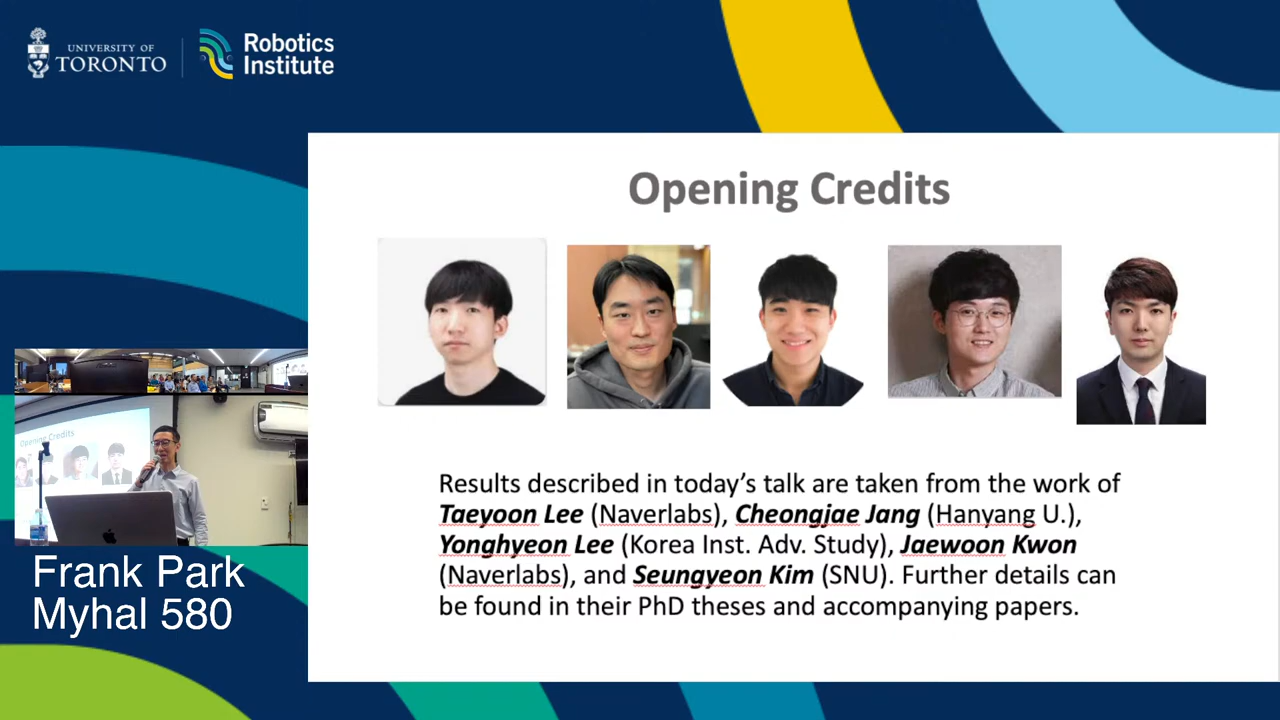 UNIVERSITY OF
TORONTO
Robotics
Institute
Opening Credits
Opening Credits
Results described in today's talk are taken from the work of
Taeyoon Lee (Naverlabs), Cheongjae Jang (Hanyang U.),
Yonghyeon Lee (Korea Inst. Adv. Study), Jaewoon Kwon
(Naverlabs), and Seungyeon Kim (SNU). Further details can
be found in their PhD theses and accompanying papers.
Frank Park
Myhal 580